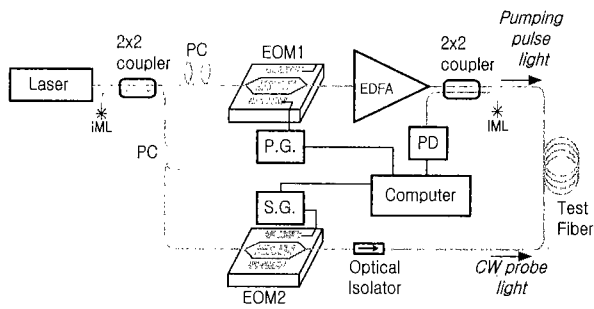 Pumping
pulse
light
2x2
coupler
PC
EOM1
2x2
coupler
Laser
EDFA
IML
IML
PC
P.G.
PD
S.G.
Computer
Test
Fiber
Optical
Isolator
CW probe
light
EOM2